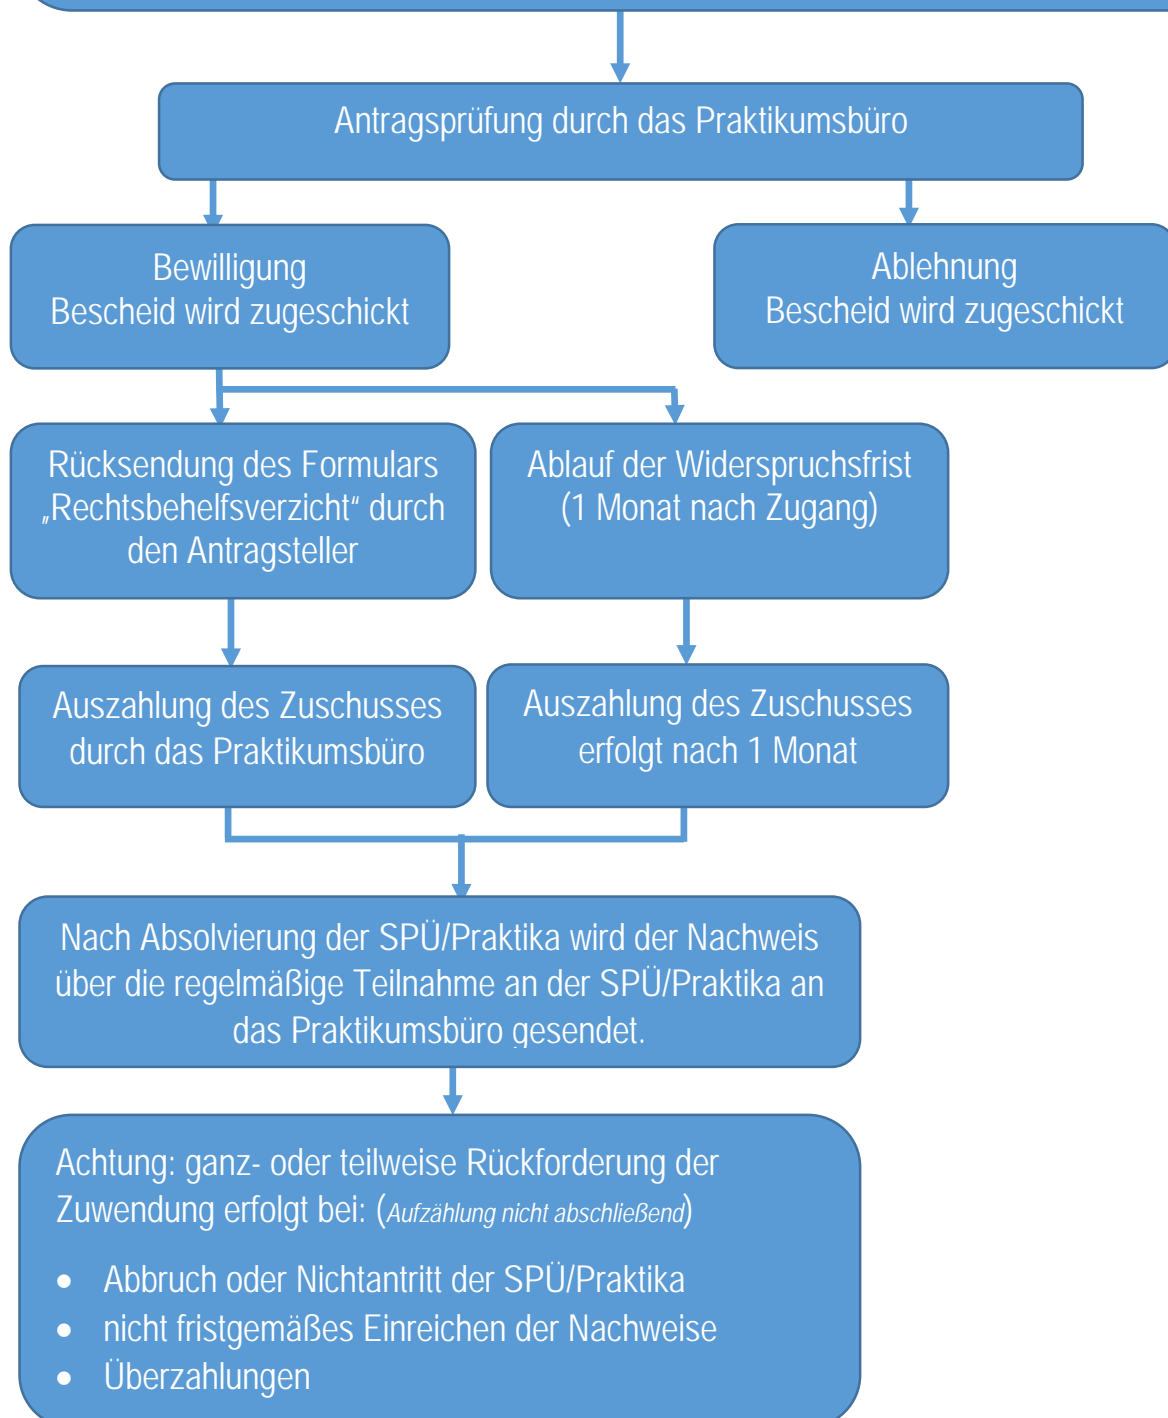 Antragsprüfung durch das Praktikumsbüro
Bewilligung
Bescheid wird zugeschickt
Ablehnung
Bescheid wird zugeschickt
Rücksendung des Formulars
„Rechtsbehelfsverzicht“ durch
den Antragsteller
Ablauf der Widerspruchsfrist
(1 Monat nach Zugang)
Auszahlung des Zuschusses
durch das Praktikumsbüro
Auszahlung des Zuschusses
erfolgt nach 1 Monat
Nach Absolvierung der SPÜ/Praktika wird der Nachweis
über die regelmäßige Teilnahme an der SPÜ/Praktika an
das Praktikumsbüro gesendet.
Achtung: ganz- oder teilweise Rückforderung der
Zuwendung erfolgt bei: (Aufzählung nicht abschließend)
• Abbruch oder Nichtantritt der SPÜ/Praktika
• nicht fristgemäßes Einreichen der Nachweise
• Überzahlungen